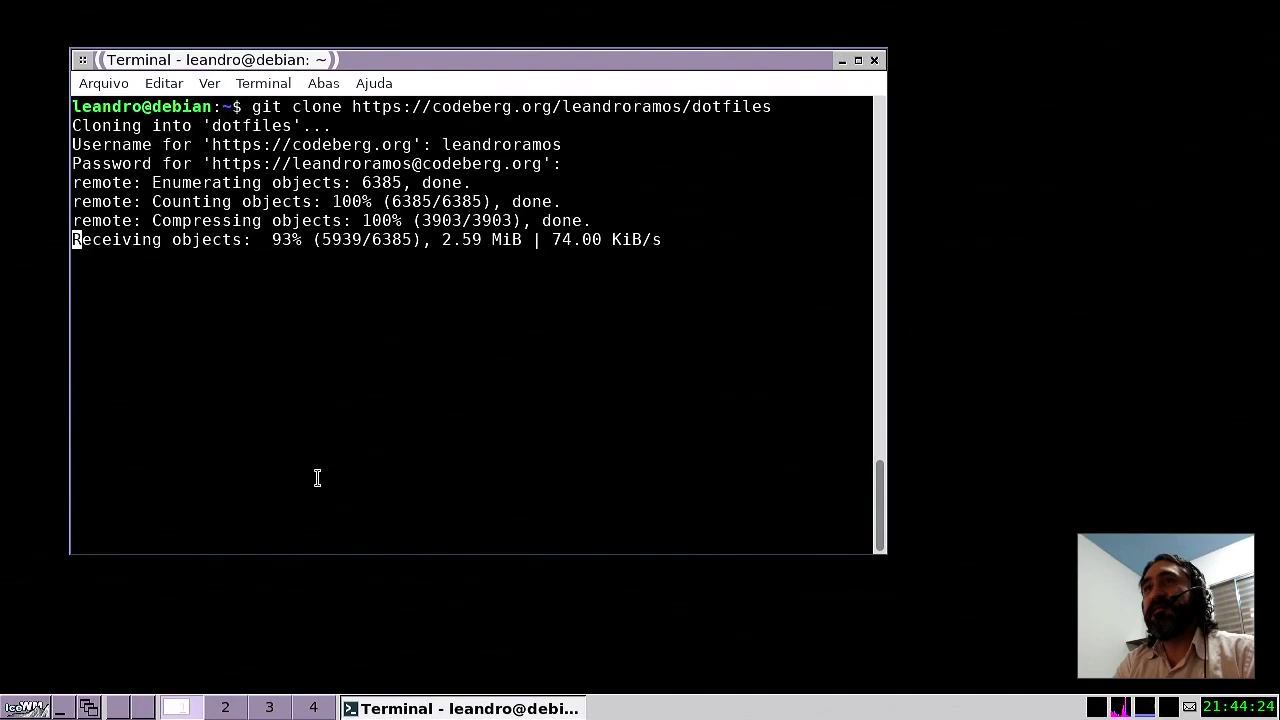 Terminal - leandro@debian: ~
Arquivo Editar Ver Terminal Abas Ajuda
leandro@debian:~$ git clone https://codeberg.org/leandroramos/dotfiles
Cloning into 'dotfiles'...
Username for 'https://codeberg.org': leandroramos
Password for 'https://leandroramos@codeberg.org':
remote: Enumerating objects: 6385, done.
remote: Counting objects: 100% (6385/6385), done.
remote: Compressing objects: 100% (3903/3903), done.
Receiving objects:  93% (5939/6385), 2.59 MiB | 74.00 KiB/s
IceWM 1 2 3 4 Terminal - leandro@debi... 21:44:24